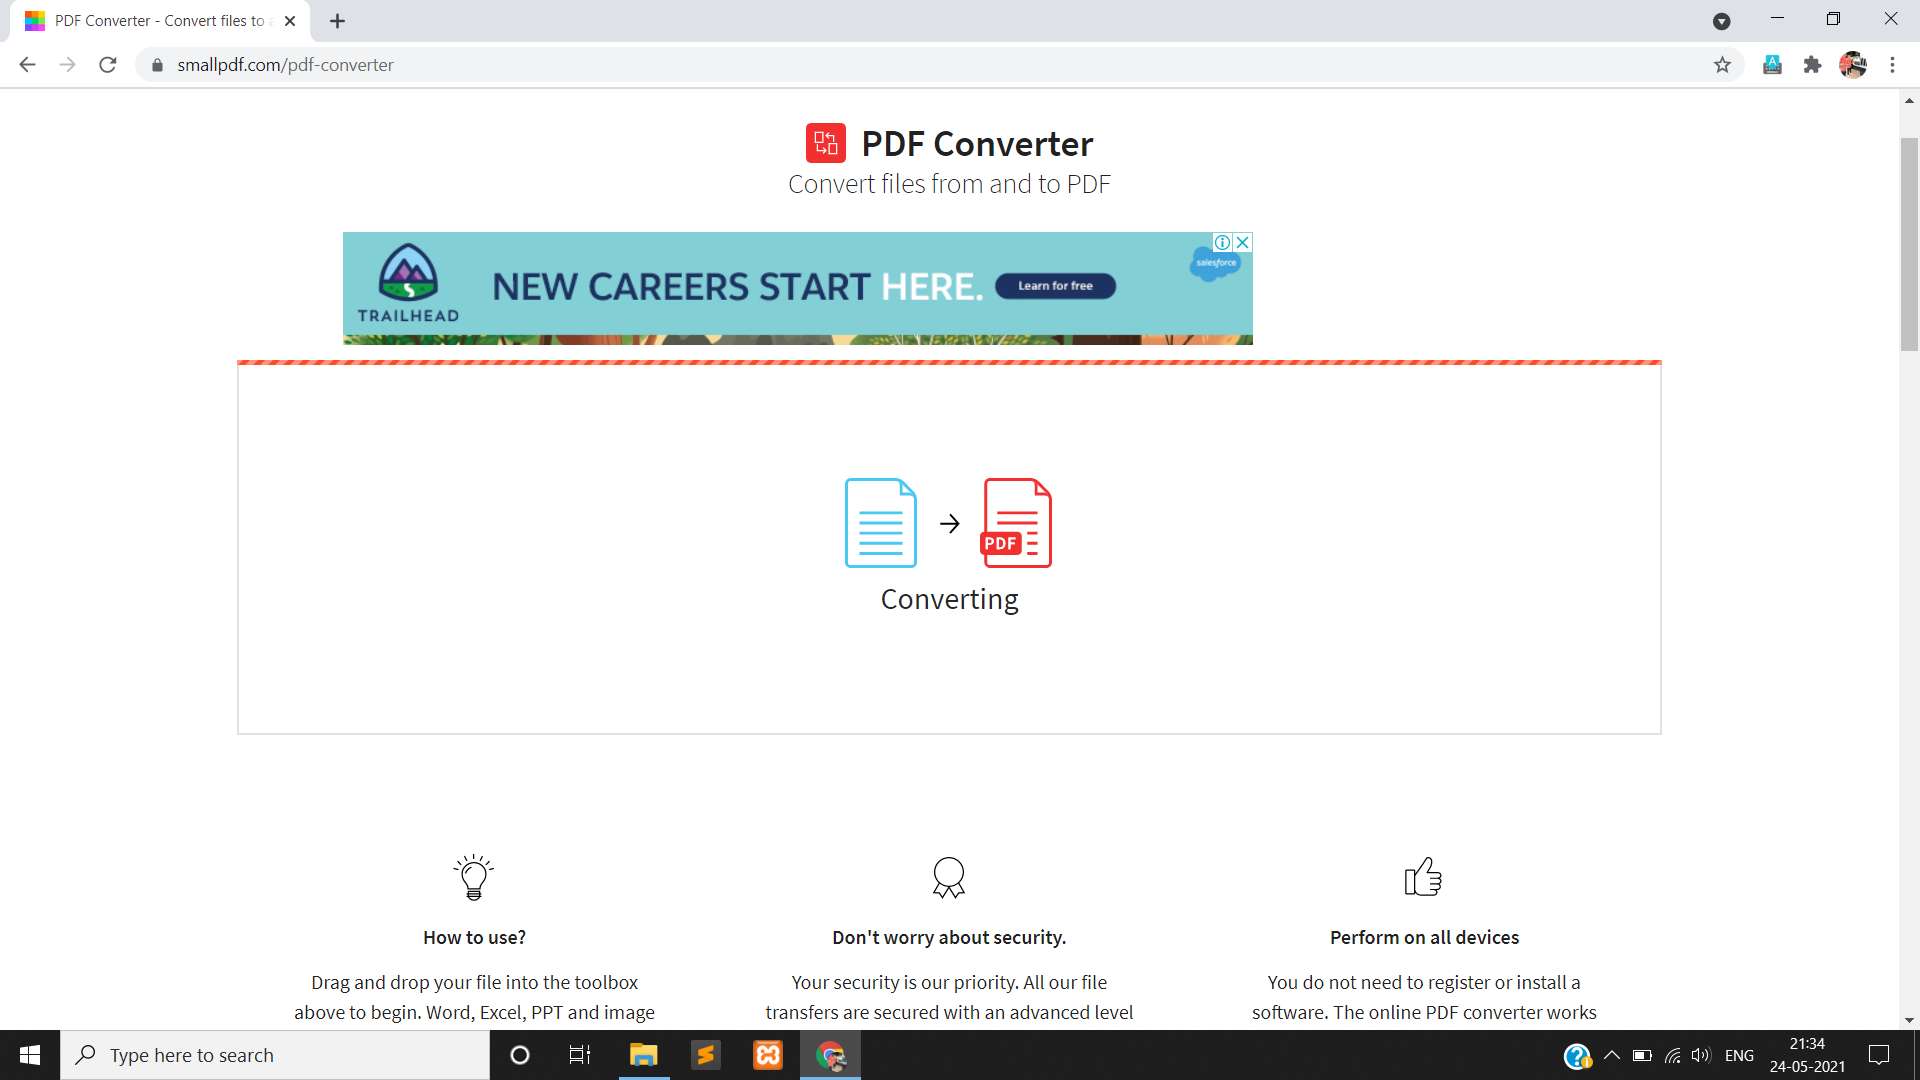 PDF Converter - Convert files to
smallpdf.com/pdf-converter
PDF Converter
Convert files from and to PDF
TRAILHEAD
NEW CAREERS START HERE.
Learn for free
salesforce
PDF
Converting
How to use?
Drag and drop your file into the toolbox
above to begin. Word, Excel, PPT and image
Don't worry about security.
Your security is our priority. All our file
transfers are secured with an advanced level
Perform on all devices
You do not need to register or install a
software. The online PDF converter works
Type here to search
ENG
21:34
24-05-2021